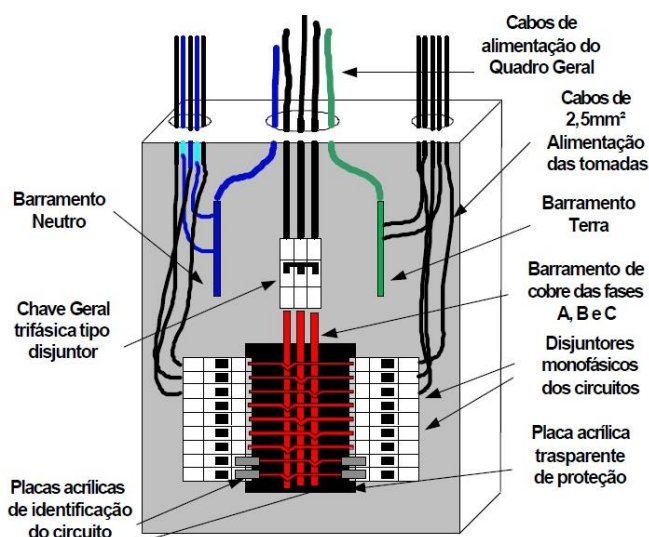 Cabos de
alimentação do
Quadro Geral
Cabos de
2,5mm²
Alimentação
das tomadas
Barramento
Neutro
Barramento
Terra
Chave Geral
trifásica tipo
disjuntor
Barramento de
cobre das fases
A, B e C
Disjuntores
monofásicos
dos circuitos
Placa acrílica
trasparente
de proteção
Placas acrílicas
de identificação
do circuito